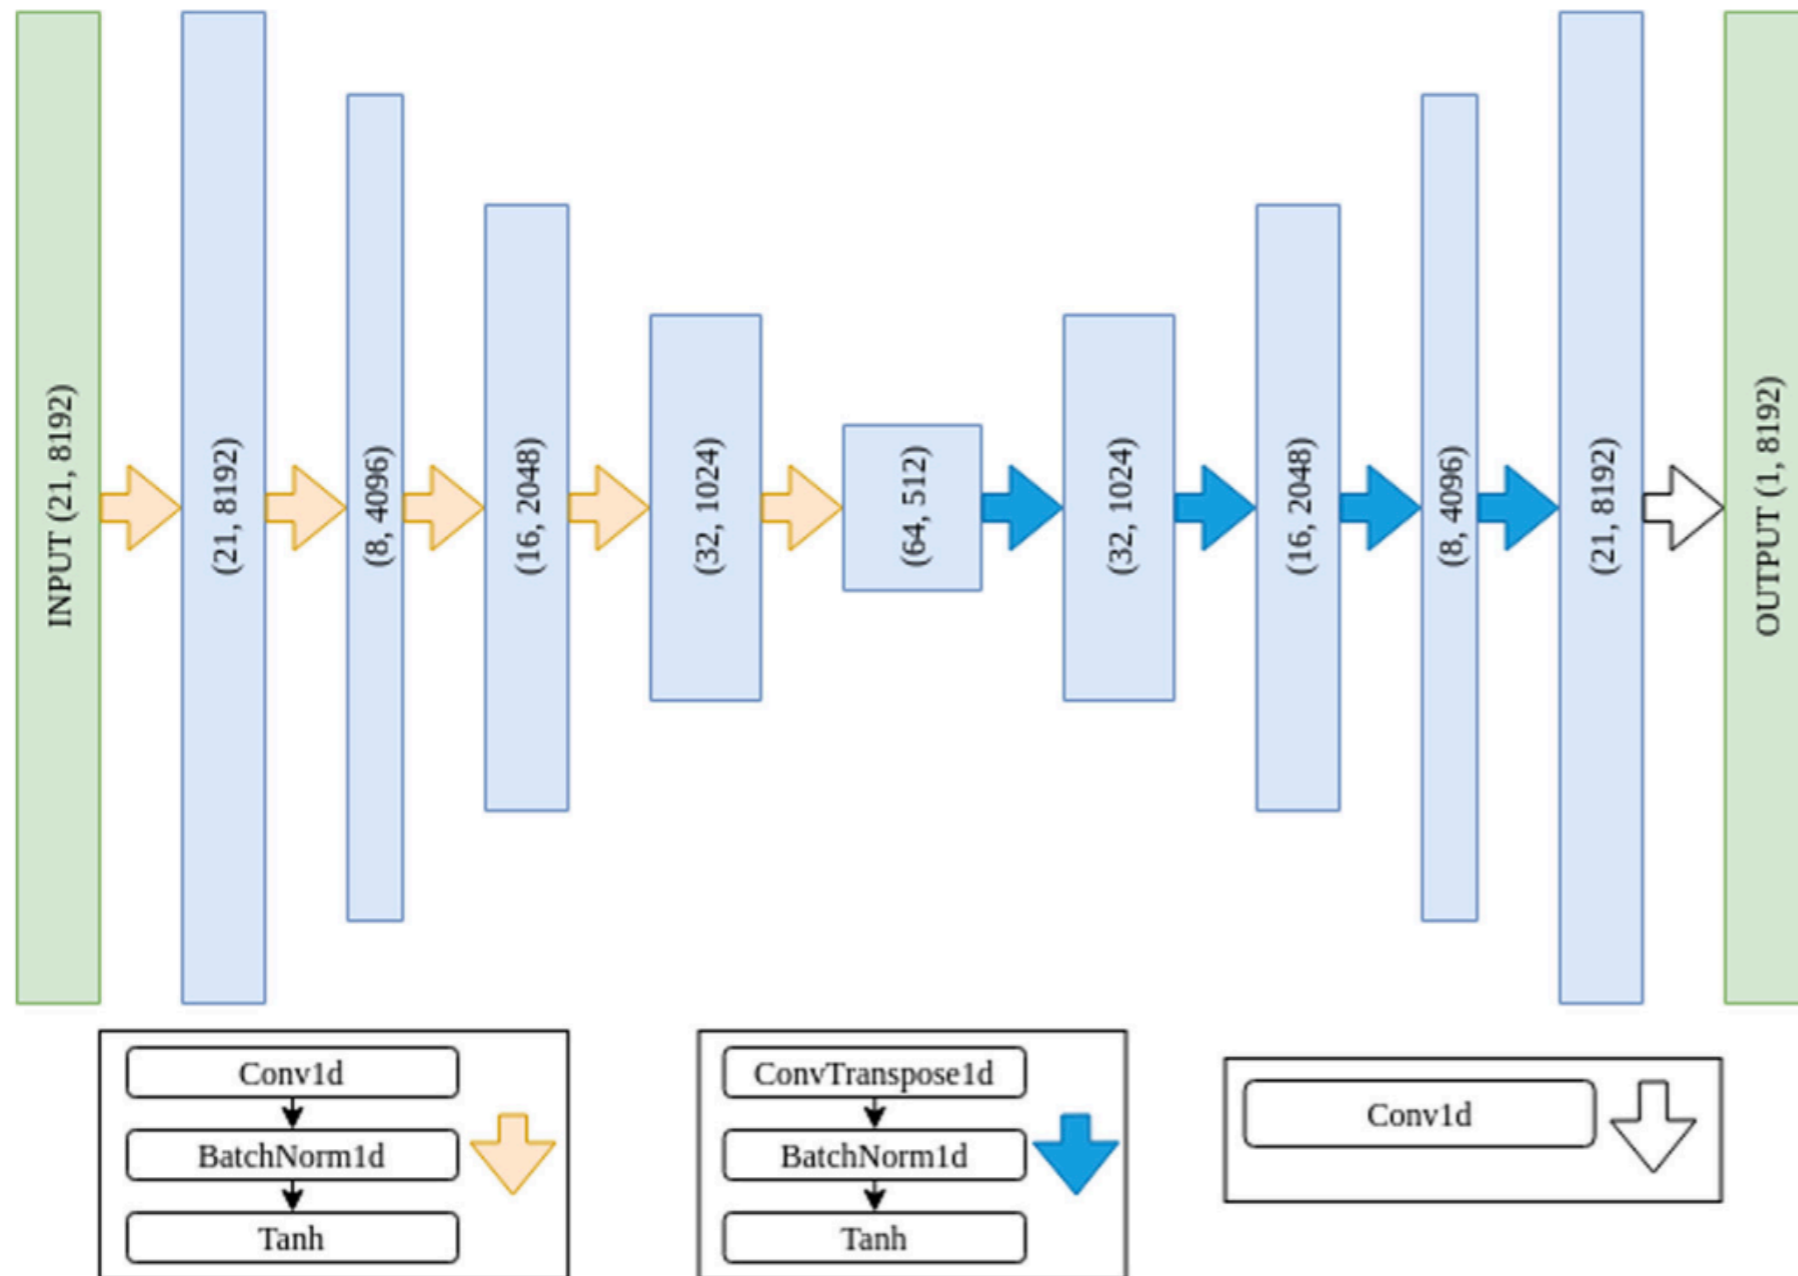 INPUT (21, 8192)
(21, 8192)
(8, 4096)
(16, 2048)
(32, 1024)
(64, 512)
(32, 1024)
(16, 2048)
(8, 4096)
(21, 8192)
OUTPUT (1, 8192)
Conv1d
BatchNorm1d
Tanh
ConvTranspose1d
BatchNorm1d
Tanh
Conv1d